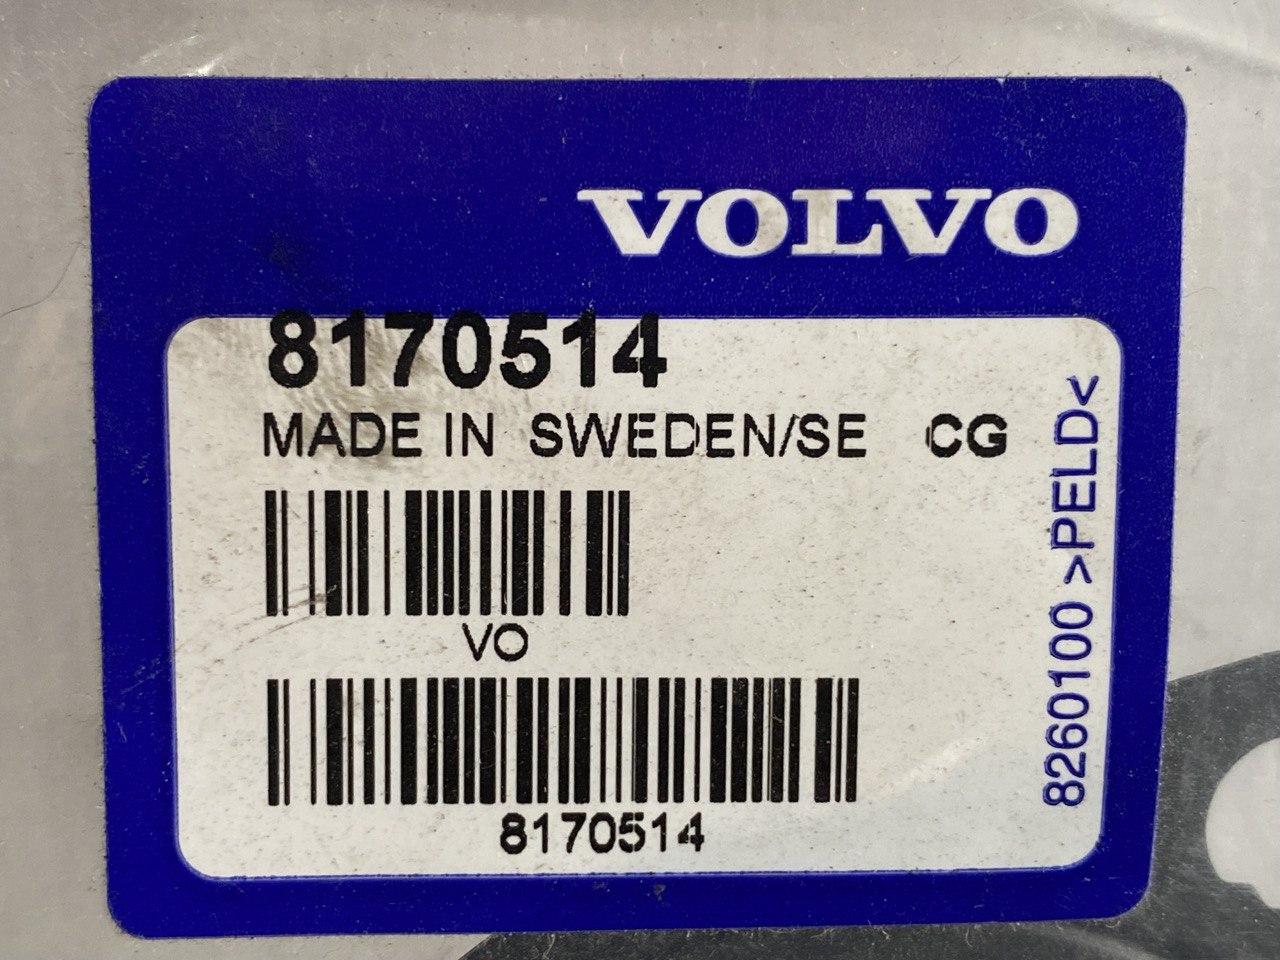 VOLVO
8170514
MADE IN SWEDEN/SE CG
VO
8170514
8260100 >PELD<